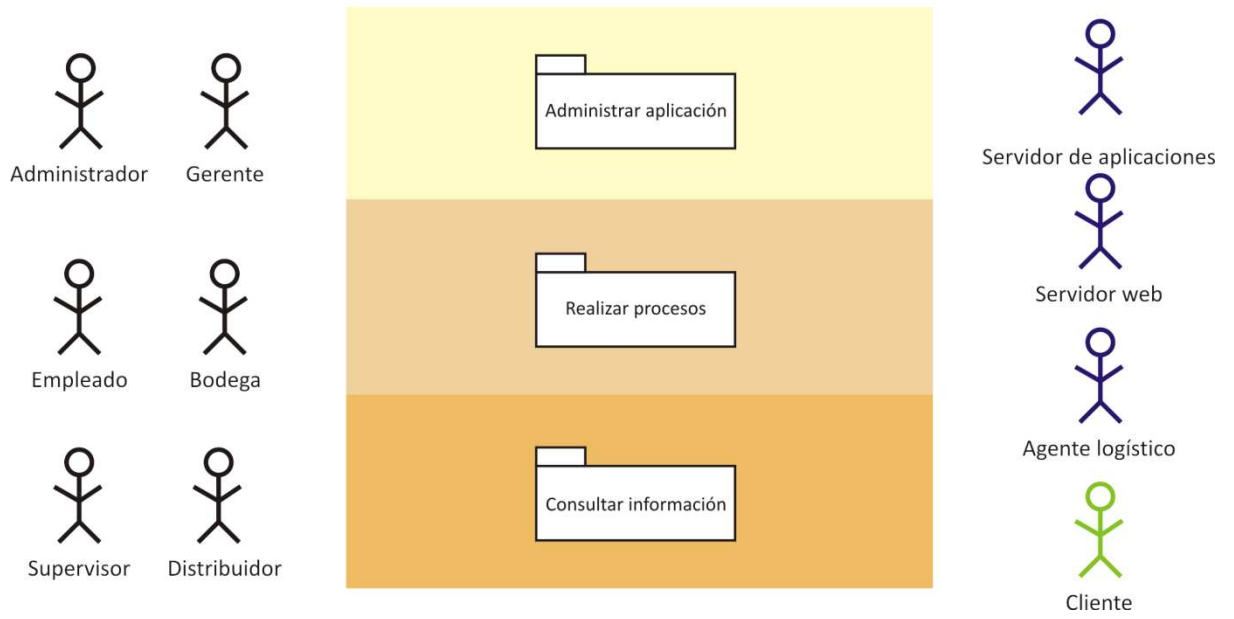 Administrador
Gerente
Empleado
Bodega
Supervisor
Distribuidor
Administrar aplicación
Realizar procesos
Consultar información
Servidor de aplicaciones
Servidor web
Agente logístico
Cliente